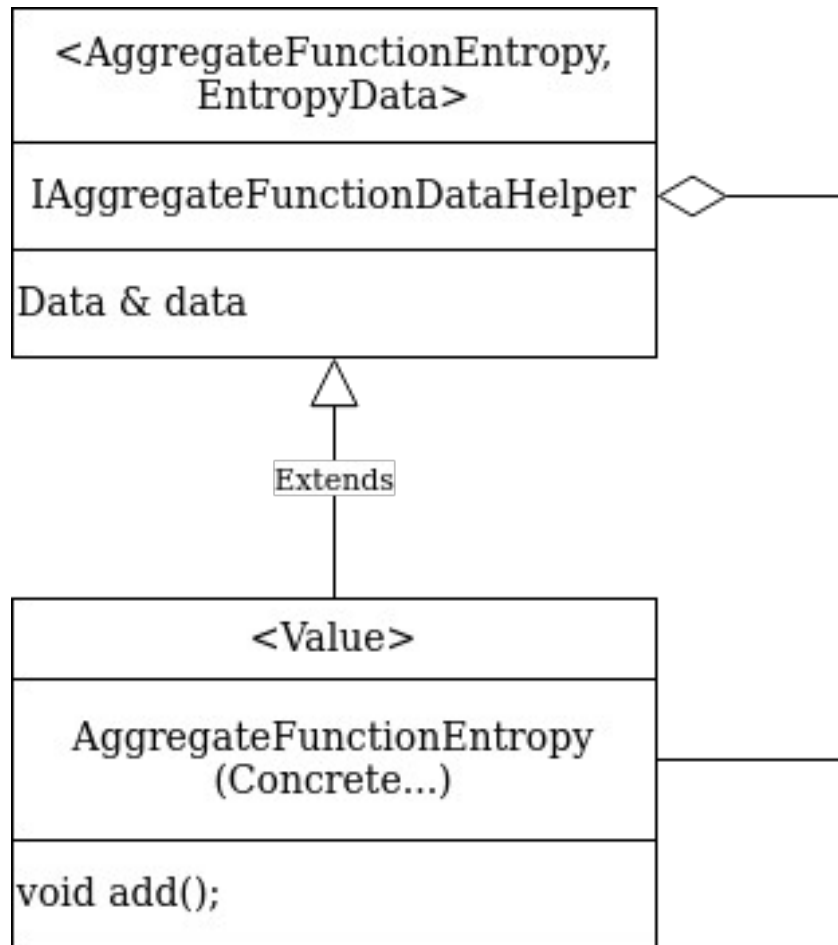 <AggregateFunctionEntropy,
EntropyData>
IAggregateFunctionDataHelper
Data & data
Extends
<Value>
AggregateFunctionEntropy
(Concrete...)
void add();